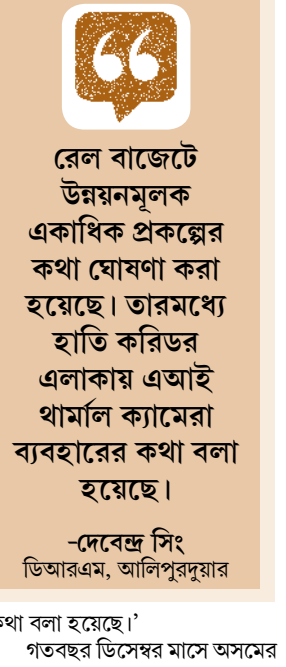 রেল বাজেটে
উন্নয়নমূলক
একাধিক প্রকল্পের
কথা ঘোষণা করা
হয়েছে। তারমধ্যে
হাতি করিডর
এলাকায় এআই
থার্মাল ক্যামেরা
ব্যবহারের কথা বলা
হয়েছে।
-দেবেন্দ্র সিং
ডিআরএম, আলিপুরদুয়ার
কথা বলা হয়েছে।’
গতবছর ডিসেম্বর মাসে অসমের